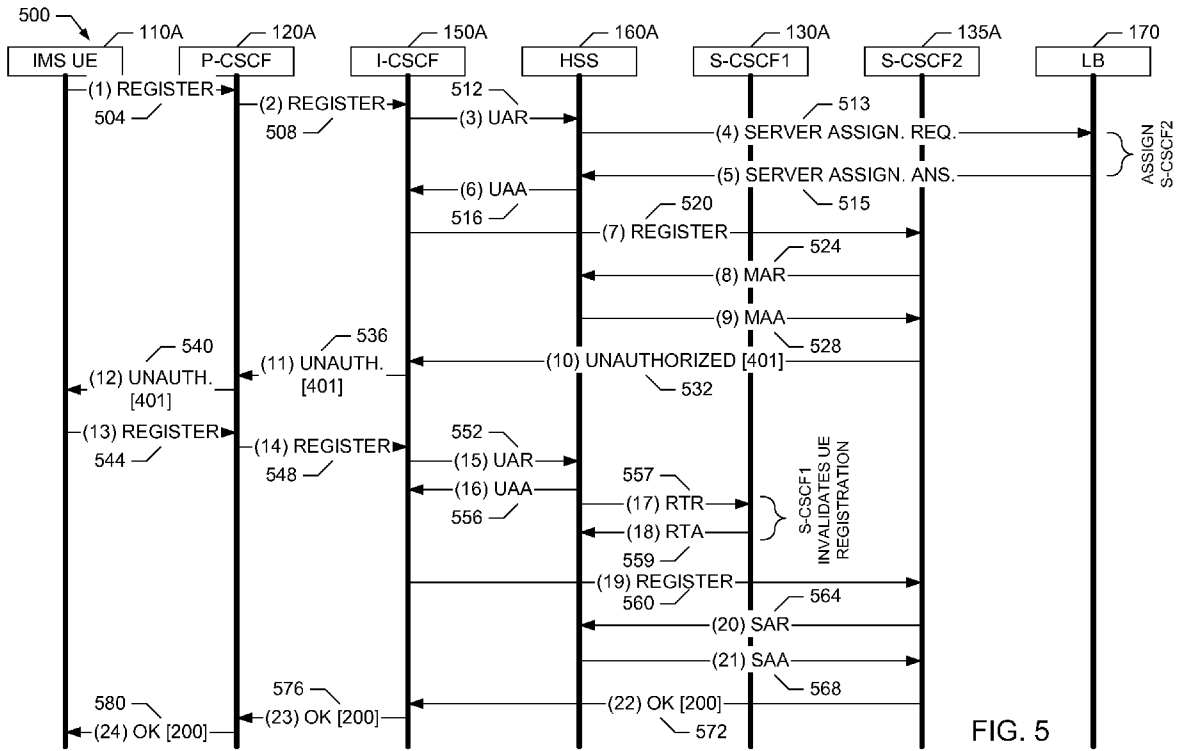 500
110A
120A
150A
160A
130A
135A
170
IMS UE
P-CSCF
I-CSCF
HSS
S-CSCF1
S-CSCF2
LB
(1) REGISTER
504
(2) REGISTER
508
512
(3) UAR
513
(4) SERVER ASSIGN. REQ.
ASSIGN
S-CSCF2
(5) SERVER ASSIGN. ANS.
515
(6) UAA
516
520
(7) REGISTER
524
(8) MAR
(9) MAA
528
(10) UNAUTHORIZED [401]
532
536
(11) UNAUTH.
[401]
540
(12) UNAUTH.
[401]
(13) REGISTER
544
(14) REGISTER
548
552
(15) UAR
(16) UAA
556
557
(17) RTR
(18) RTA
559
S-CSCF1
INVALIDATES UE
REGISTRATION
(19) REGISTER
560
564
(20) SAR
(21) SAA
568
(22) OK [200]
572
576
(23) OK [200]
580
(24) OK [200]
FIG. 5